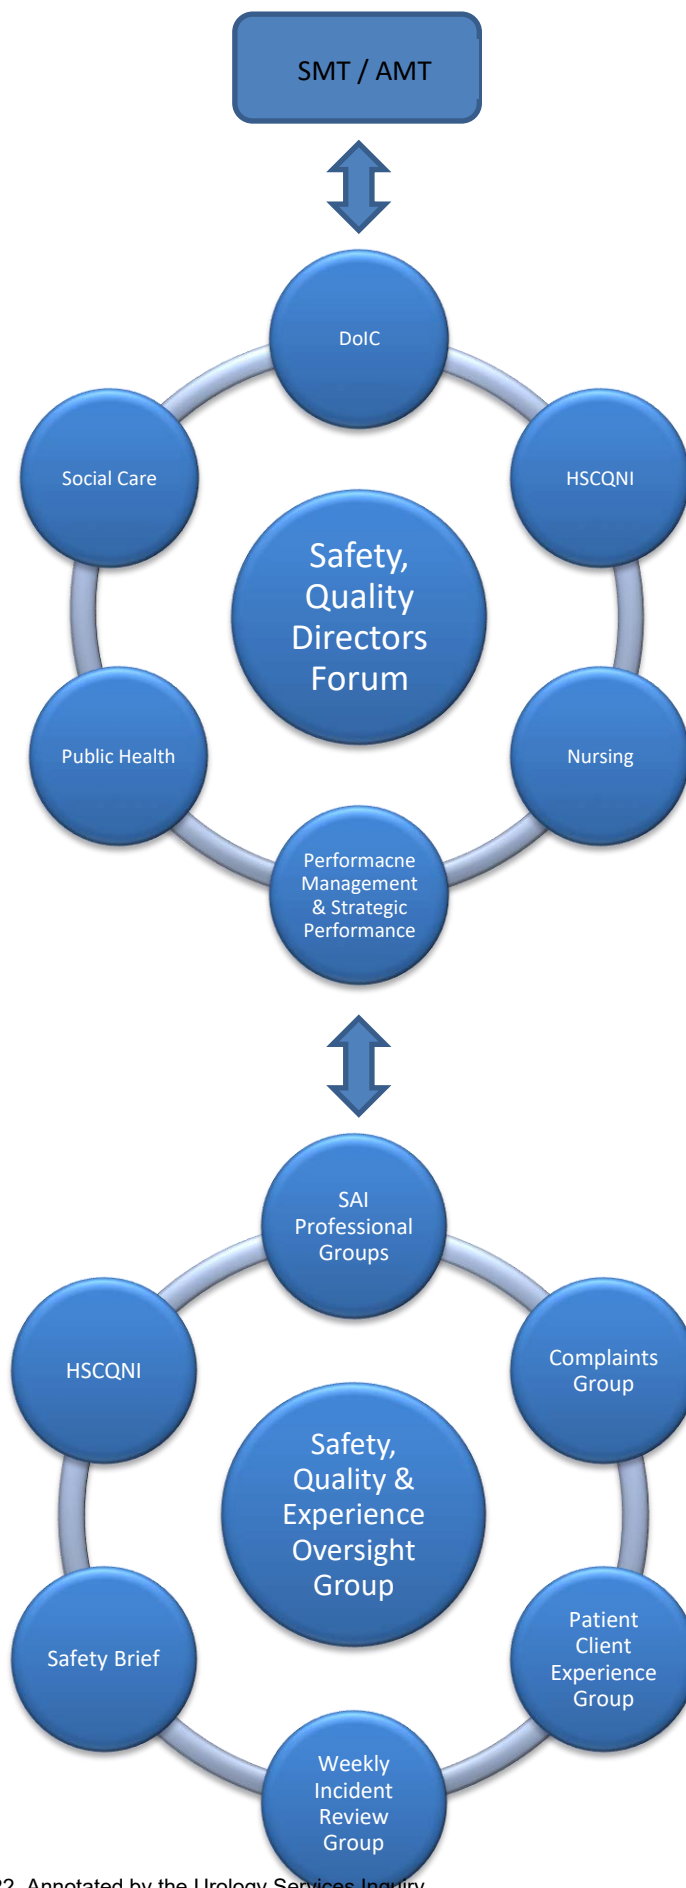 SMT / AMT
DoIC
Social Care
HSCQNI
Safety,
Quality
Directors
Forum
Public Health
Nursing
Performacne
Management
& Strategic
Performance
SAI
Professional
Groups
HSCQNI
Complaints
Group
Safety,
Quality &
Experience
Oversight
Group
Safety Brief
Patient
Client
Experience
Group
Weekly
Incident
Review
Group
22. Annotated by the Urology Services Inquiry